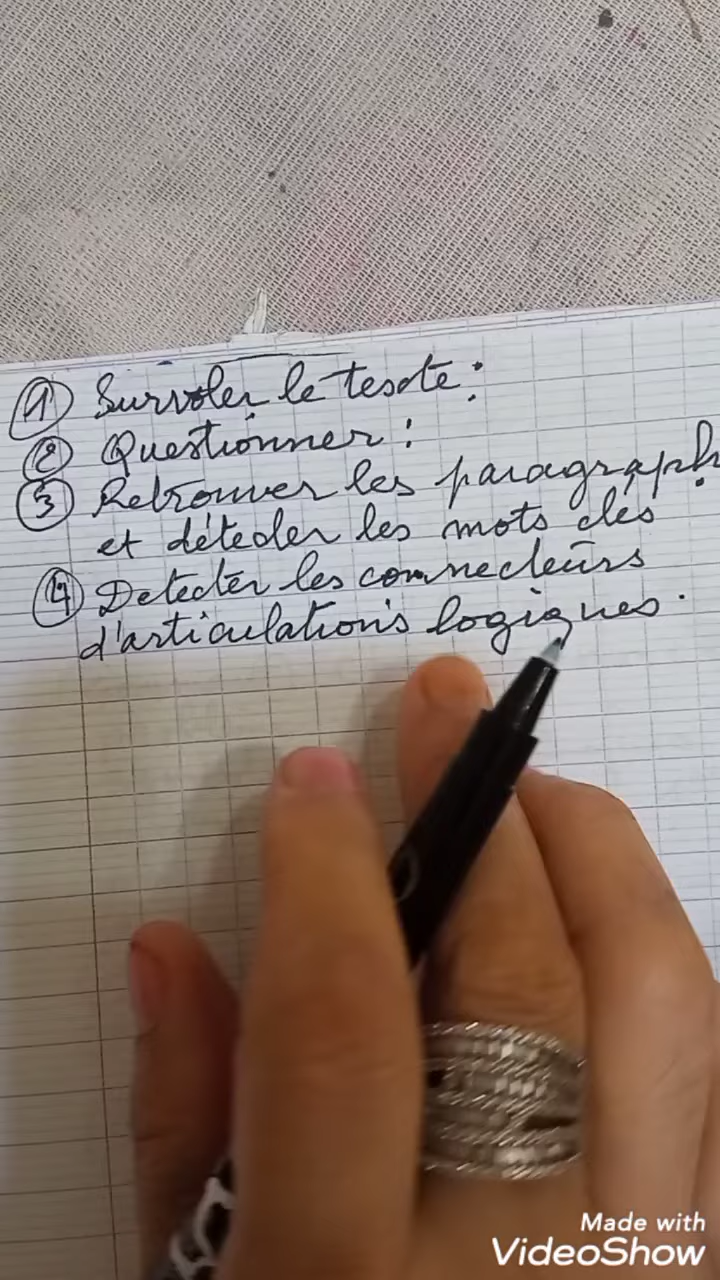 ① Survoler le texte :
② Questionner :
③ Retrouver les paragraph
et détecter les mots clés
④ Detecter les connecteurs
d'articulations logiques.
Made with
VideoShow